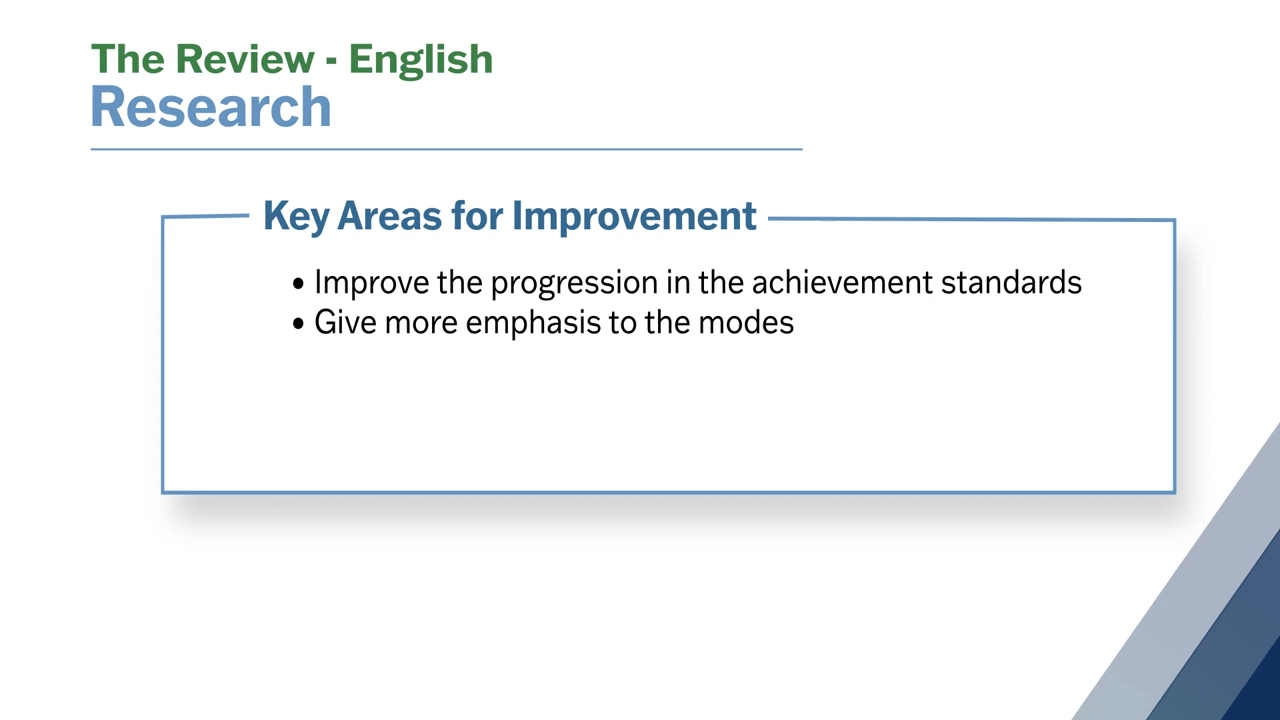 The Review - English
Research
Key Areas for Improvement
• Improve the progression in the achievement standards
• Give more emphasis to the modes